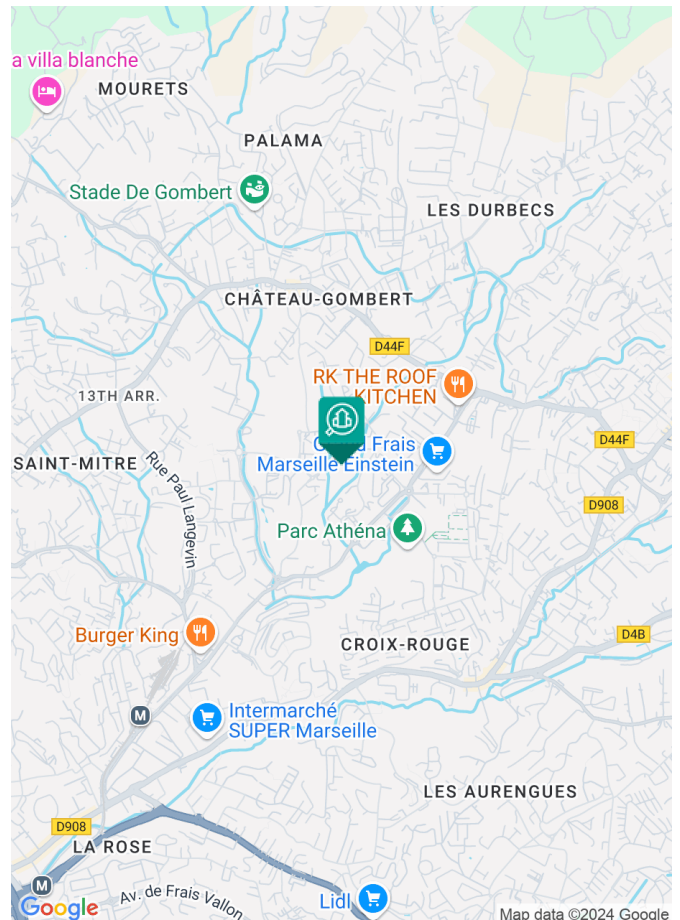 a villa blanche
MOURETS
PALAMA
Stade De Gombert
LES DURBECS
CHÂTEAU-GOMBERT
D44F
RK THE ROOF
KITCHEN
13TH ARR.
D44F
Frais
Marseille Einstein
SAINT-MITRE
Rue Paul Langevin
D908
Parc Athéna
Burger King
D4B
CROIX-ROUGE
M
Intermarché
SUPER Marseille
LES AURENGUES
D908
LA ROSE
M
Av. de Frais Vallon
Lidl
Google
Map data ©2024 Google